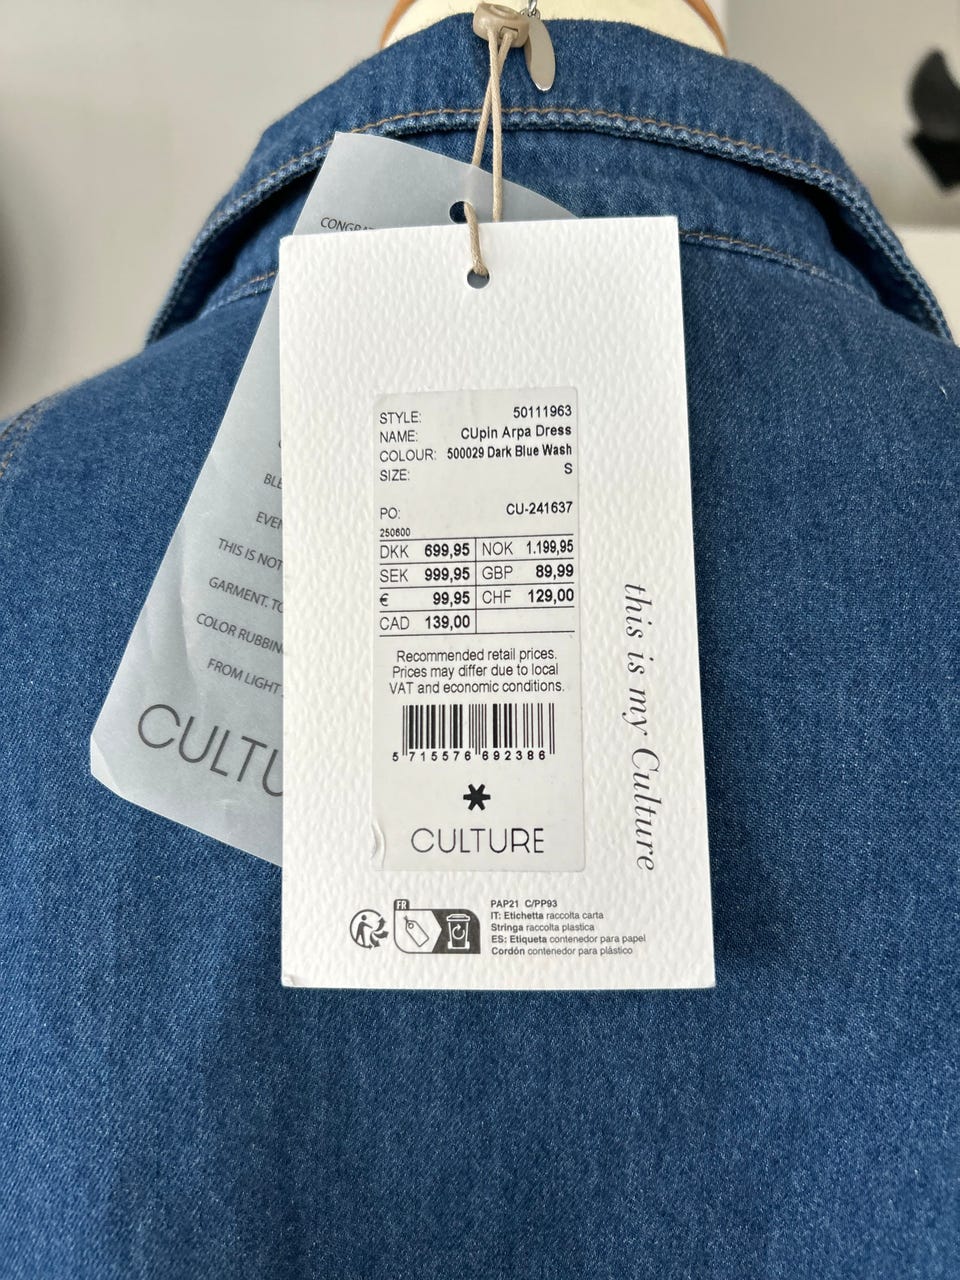 CONGRA
BLE
EVE
THIS IS NOT
GARMENT. TO
COLOR RUBBIN
FROM LIGHT
CULTU
STYLE: 50111963
NAME: CUpin Arpa Dress
COLOUR: 500029 Dark Blue Wash
SIZE: S
PO: CU-241637
250600
DKK 699,95 NOK 1.199,95
SEK 999,95 GBP 89,99
€ 99,95 CHF 129,00
CAD 139,00
Recommended retail prices.
Prices may differ due to local
VAT and economic conditions.
5 715576 692386
CULTURE
this is my Culture
FR
PAP21 C/PP93
IT: Etichetta raccolta carta
Stringa raccolta plastica
ES: Etiqueta contenedor para papel
Cordón contenedor para plástico